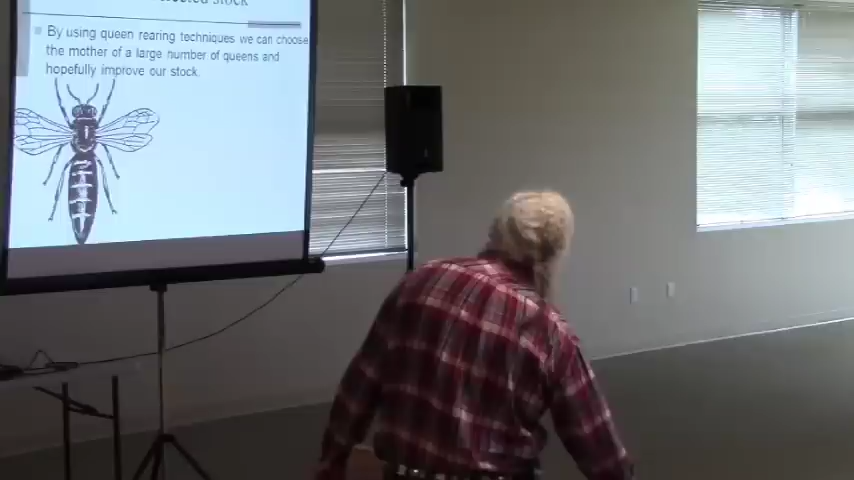 stock
By using queen rearing techniques we can choose
the mother of a large number of queens and
hopefully improve our stock.